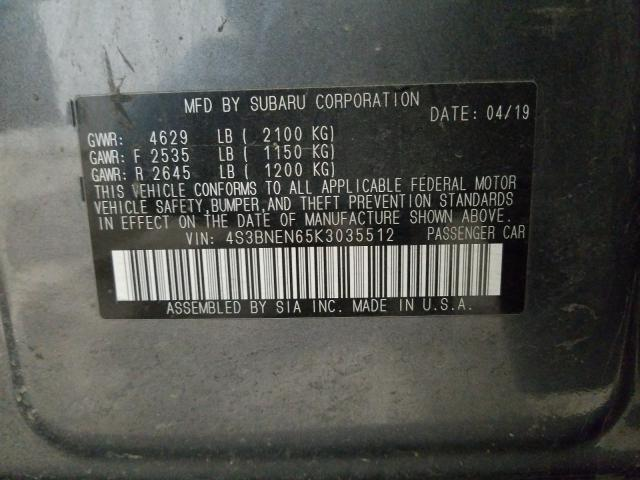 MFD BY SUBARU CORPORATION
DATE: 04/19
GVWR: 4629 LB ( 2100 KG)
GAWR: F 2535 LB ( 1150 KG)
GAWR: R 2645 LB ( 1200 KG)
THIS VEHICLE CONFORMS TO ALL APPLICABLE FEDERAL MOTOR
VEHICLE SAFETY,BUMPER,AND THEFT PREVENTION STANDARDS
IN EFFECT ON THE DATE OF MANUFACTURE SHOWN ABOVE.
VIN: 4S3BNEN65K3035512 PASSENGER CAR
ASSEMBLED BY SIA INC. MADE IN U.S.A.